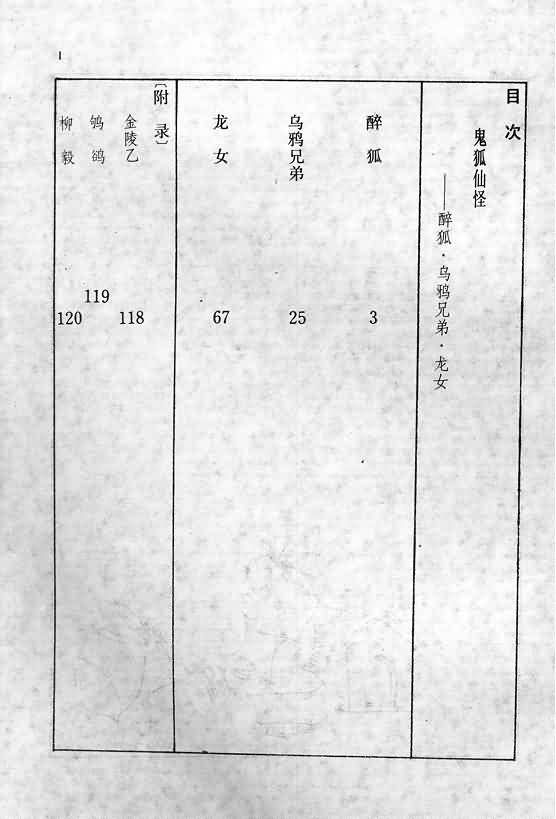 1
目次
鬼狐仙怪
——醉狐·乌鸦兄弟·龙女
醉狐 3
乌鸦兄弟 25
龙女 67
〔附录〕
金陵乙 118
鸲鹆 119
柳毅 120